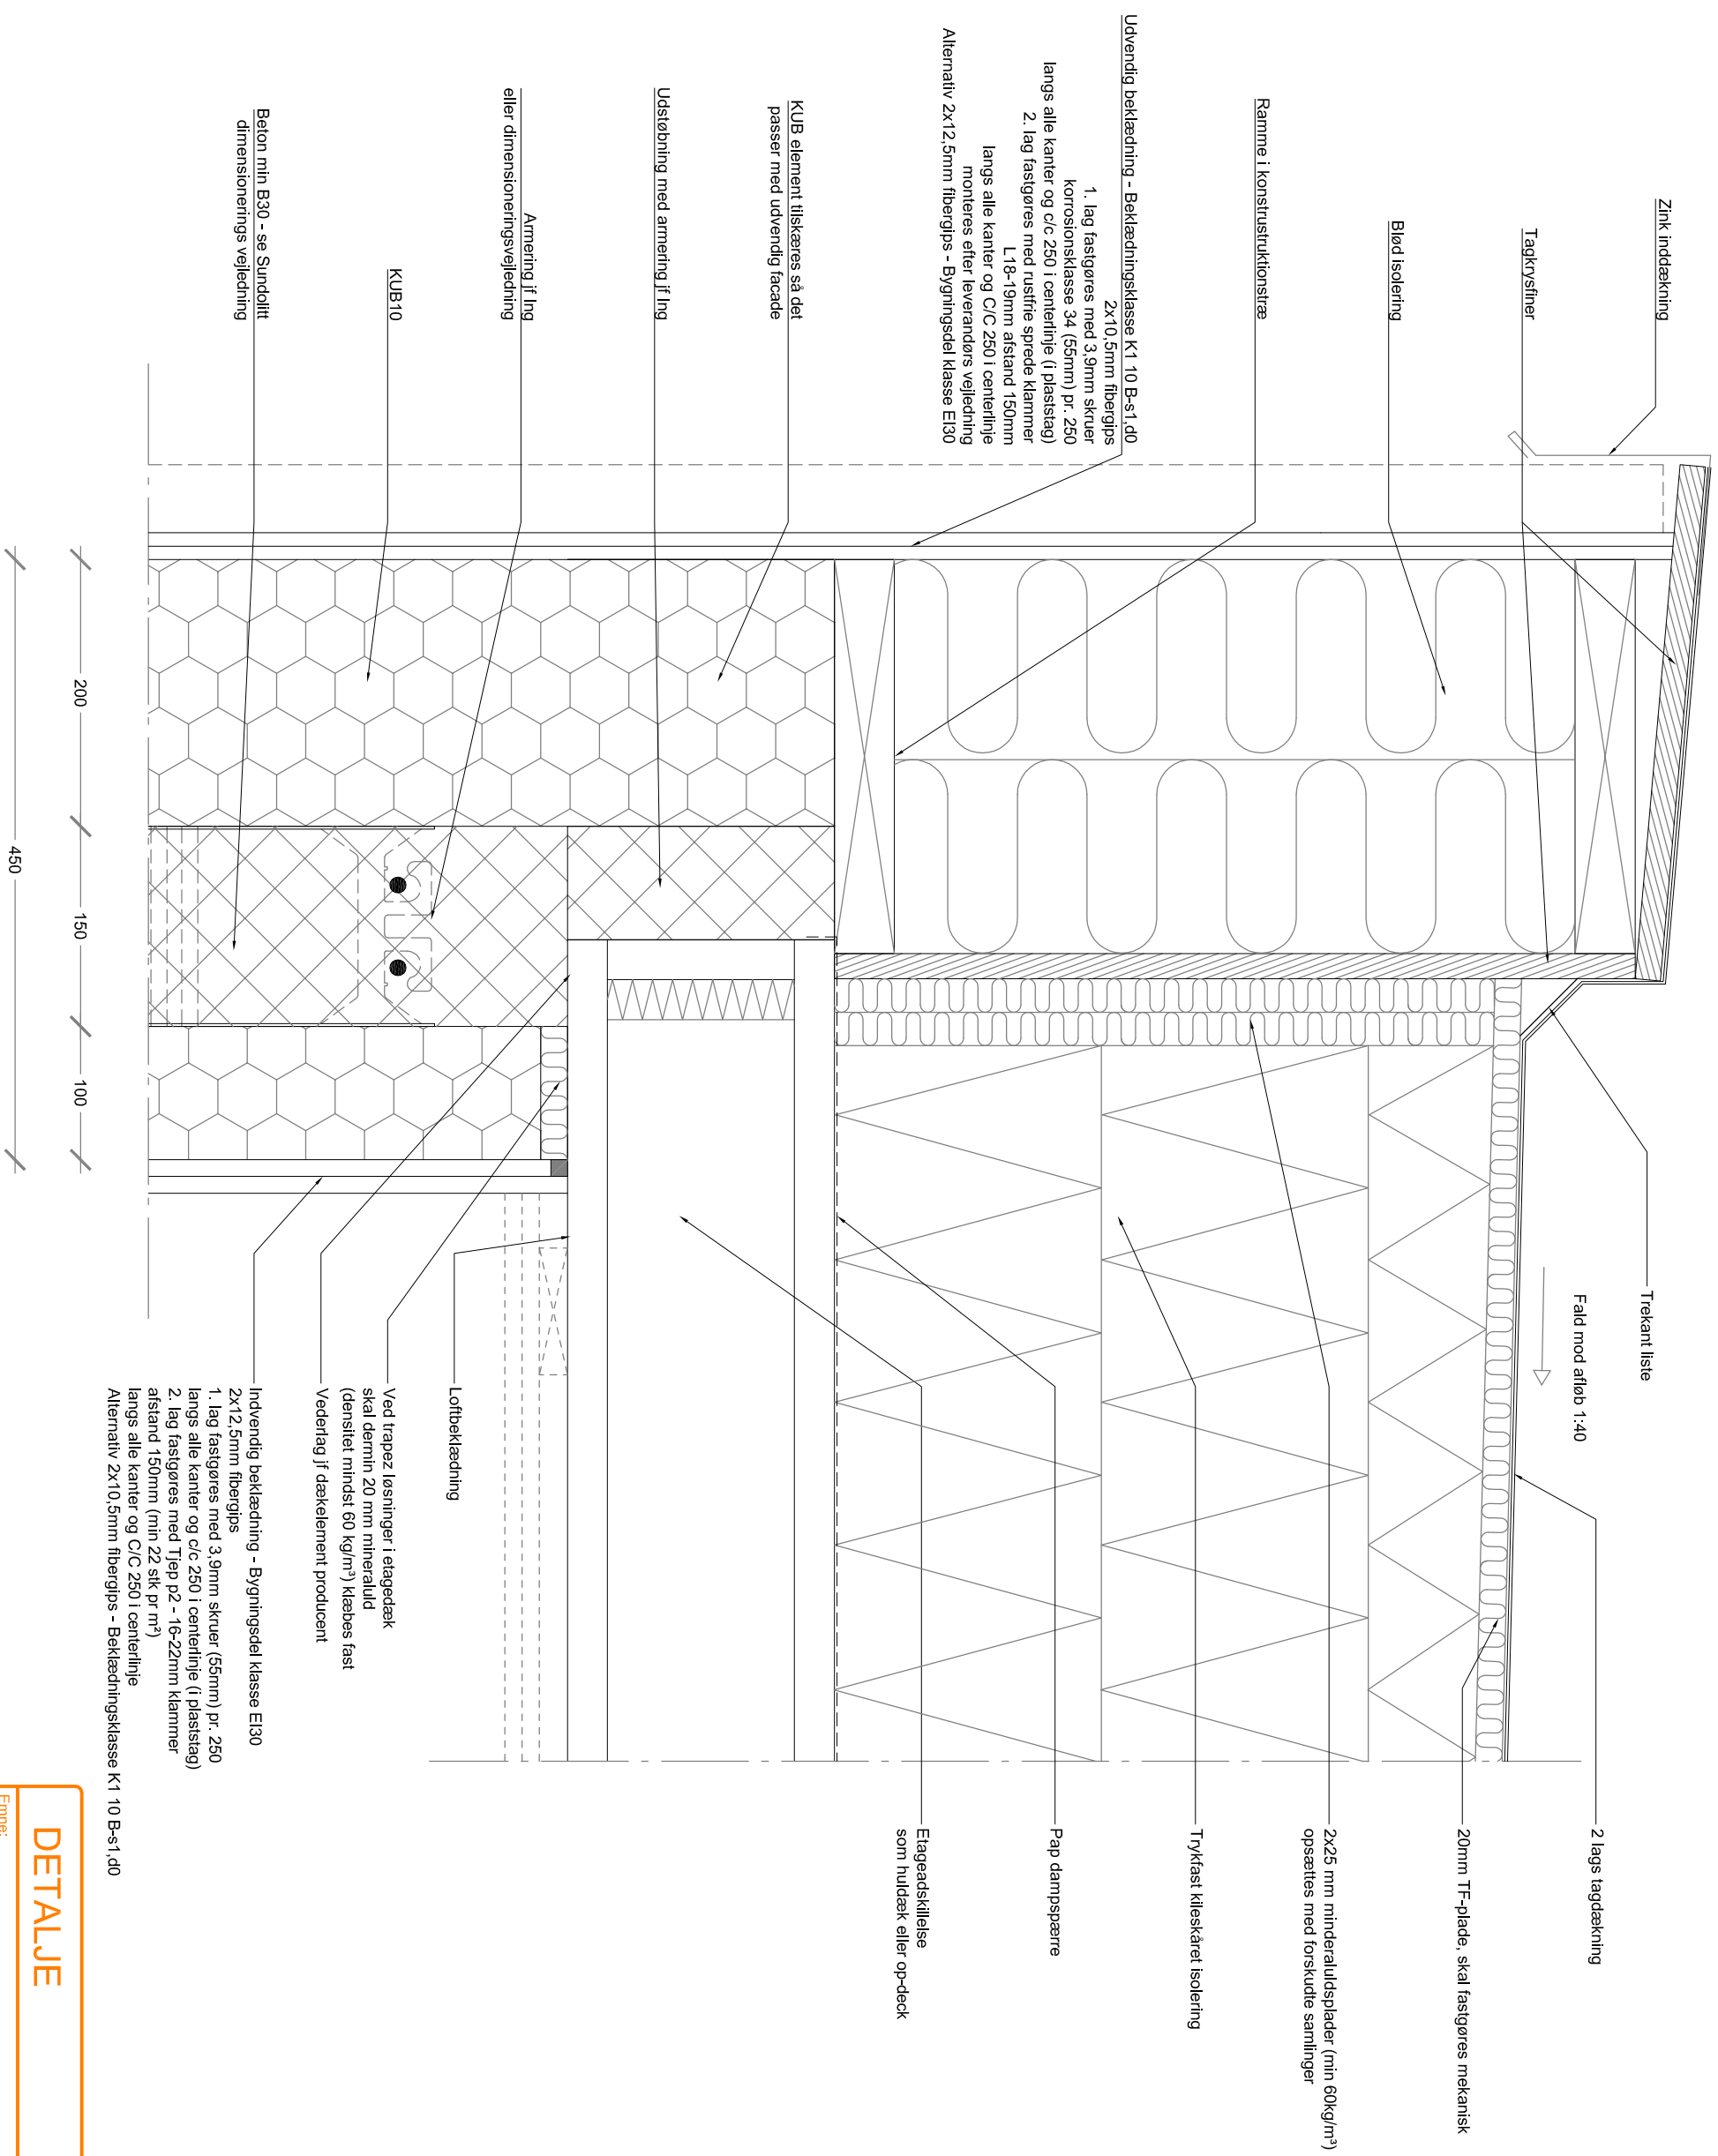 Zink inddækning
Tagkrysfiner
Blød isolering
Ramme i konstrustruktionstræ
Udvendig beklædning - Beklædningsklasse K1 10 B-s1,d0
2x10,5mm fibergips
1. lag fastgøres med 3,9mm skruer
korrosionsklasse 34 (55mm) pr. 250
langs alle kanter og c/c 250 i centerlinje (i plaststag)
2. lag fastgøres med rustfrie sprede klammer
L18-19mm afstand 150mm
langs alle kanter og C/C 250 i centerlinje
monteres efter leverandørs vejledning
Alternativ 2x12,5mm fibergips - Bygningsdel klasse EI30
KUB element tilskæres så det
passer med udvendig facade
Udstøbning med armering jf Ing
Armering jf Ing
eller dimensioneringsvejledning
KUB10
Beton min B30 - se Sundolitt
dimensionerings vejledning
200
150
100
450
Trekant liste
Fald mod afløb 1:40
2 lags tagdækning
20mm TF-plade, skal fastgøres mekanisk
2x25 mm minderaluldsplader (min 60kg/m³)
opsættes med forskudte samlinger
Trykfast kileskåret isolering
Pap dampspærre
Etageadskillelse
som huldæk eller op-deck
Loftbeklædning
Ved trapez løsninger i etagedæk
skal dermin 20 mm mineraluld
(densitet mindst 60 kg/m³) klæbes fast
Vederlag jf dækelement producent
Indvendig beklædning - Bygningsdel klasse EI30
2x12,5mm fibergips
1. lag fastgøres med 3,9mm skruer (55mm) pr. 250
langs alle kanter og c/c 250 i centerlinje (i plaststag)
2. lag fastgøres med Tjep p2 - 16-22mm klammer
afstand 150mm (min 22 stk pr m²)
langs alle kanter og C/C 250 i centerlinje
Alternativ 2x10,5mm fibergips - Beklædningsklasse K1 10 B-s1,d0
DETALJE
Emne: